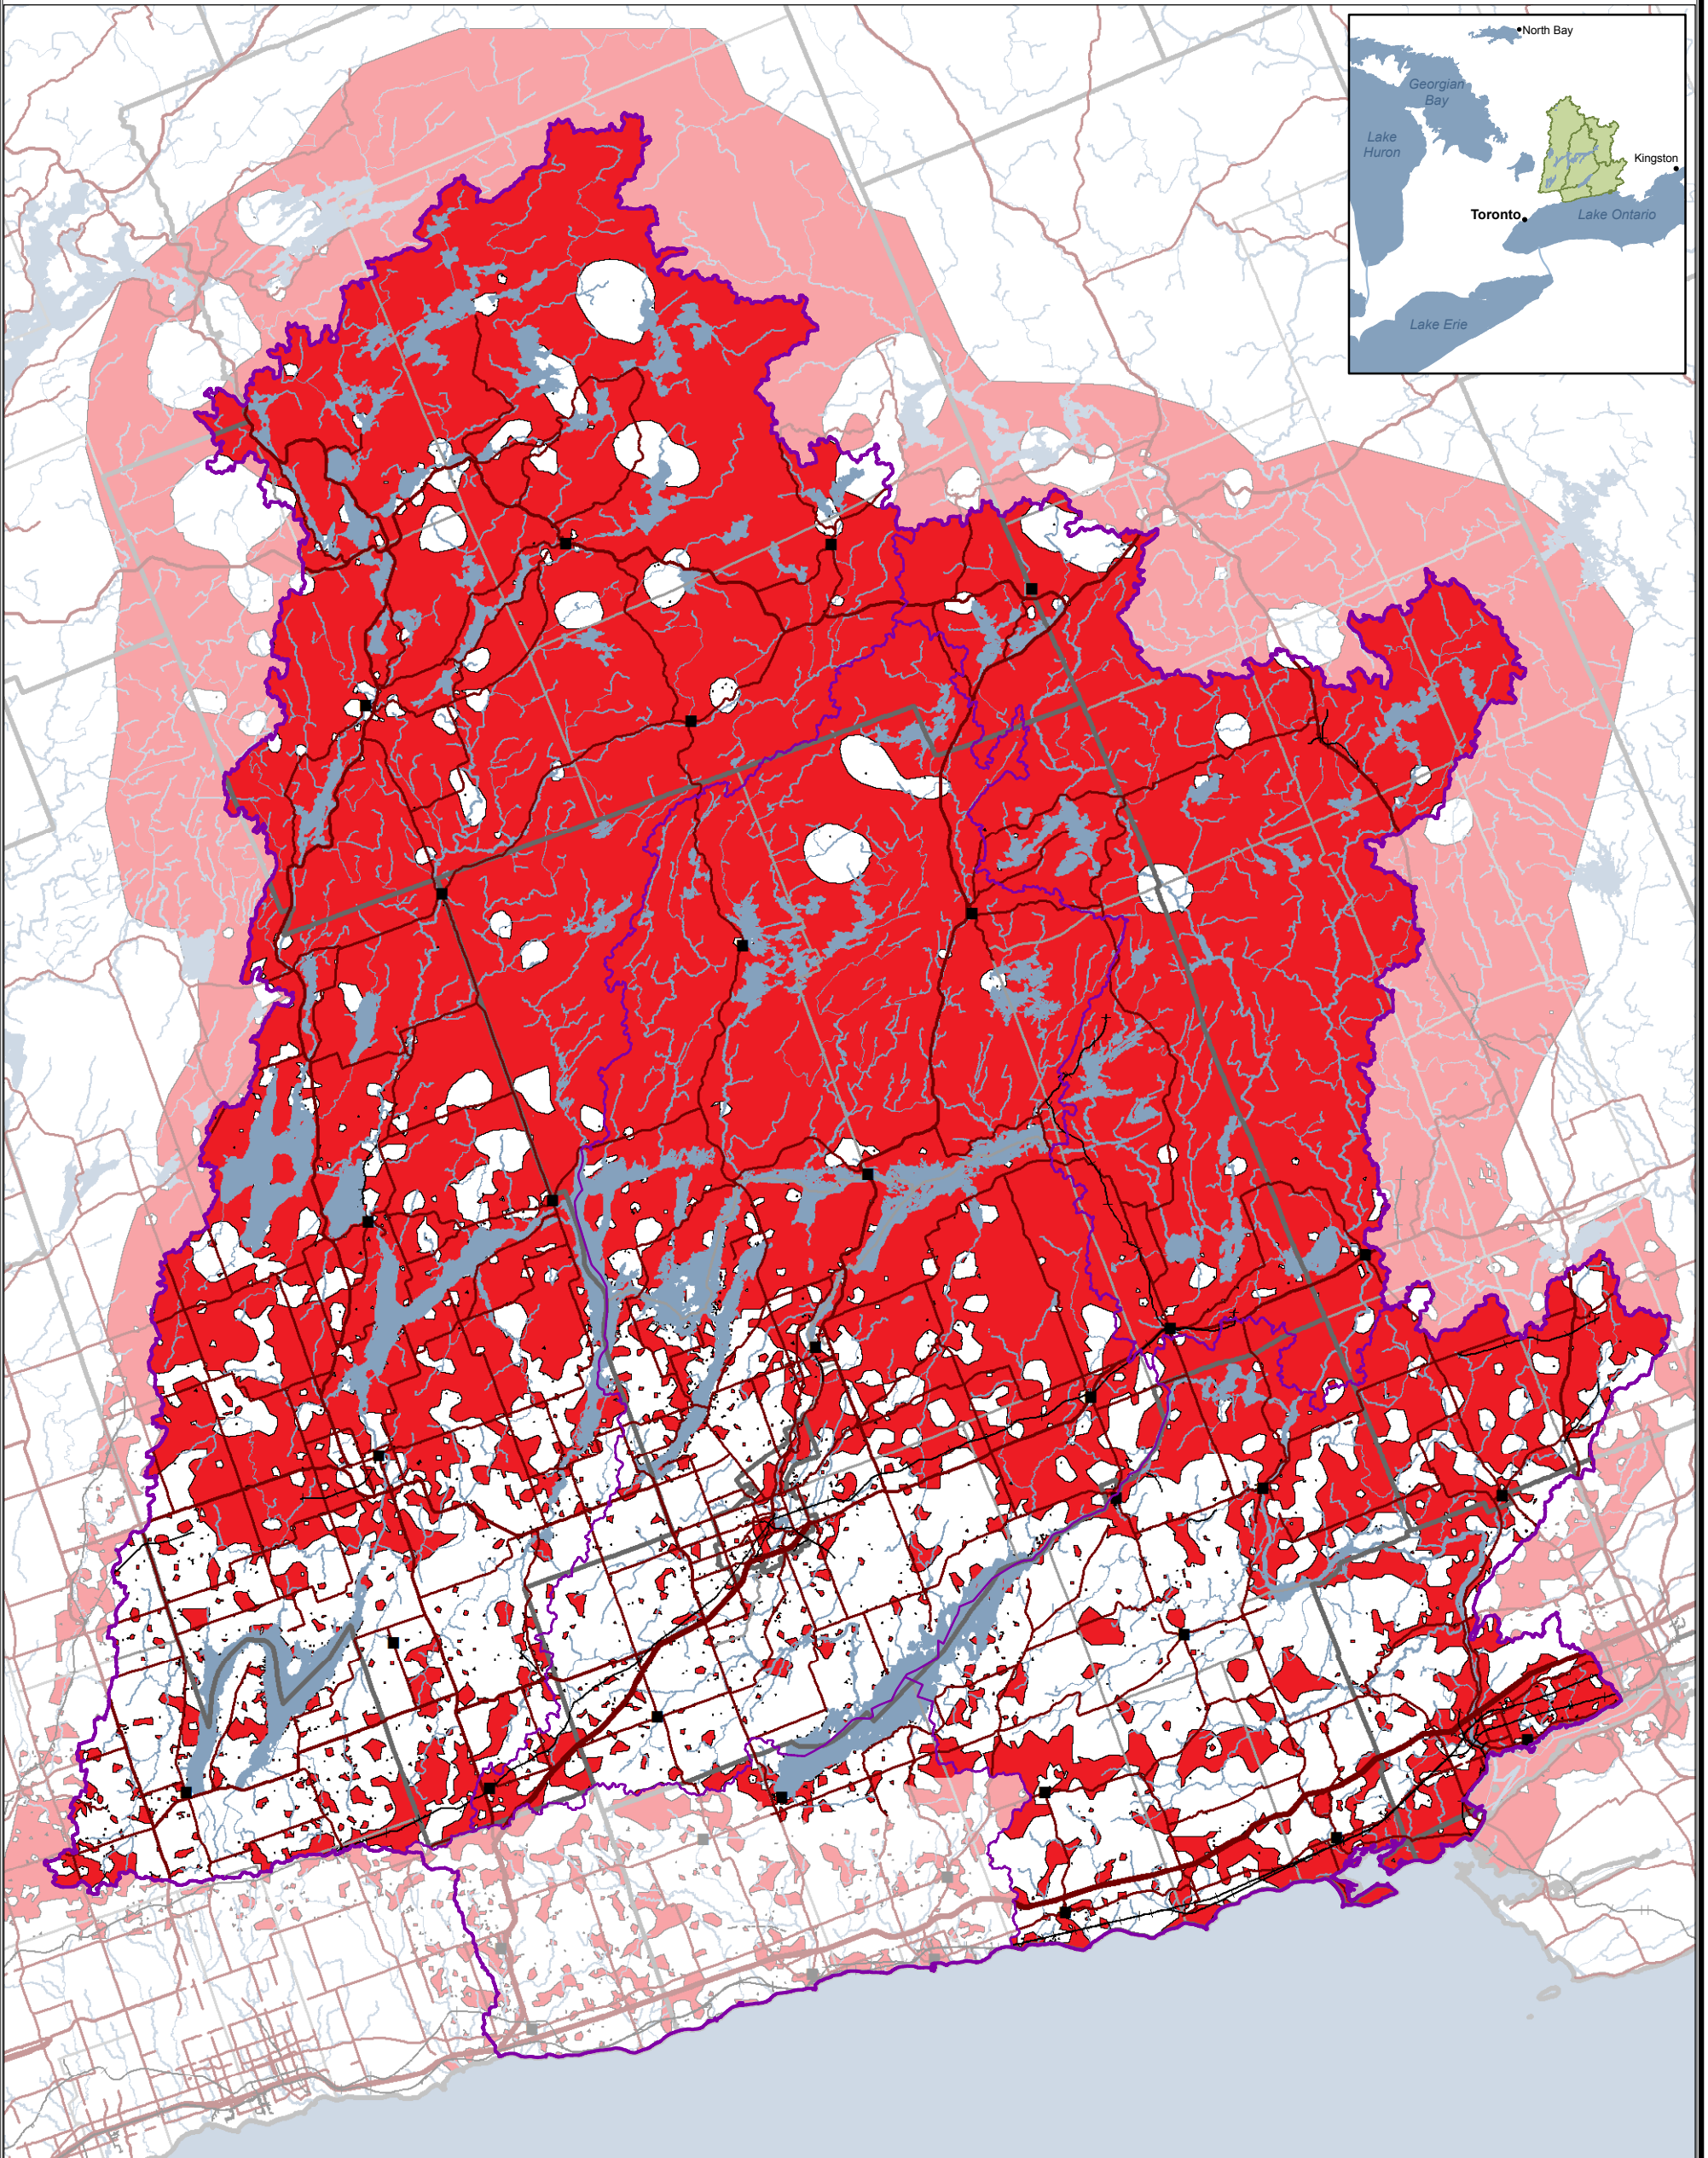 North Bay
Georgian
Bay
Lake
Huron
Kingston
Toronto
Lake Ontario
Lake Erie